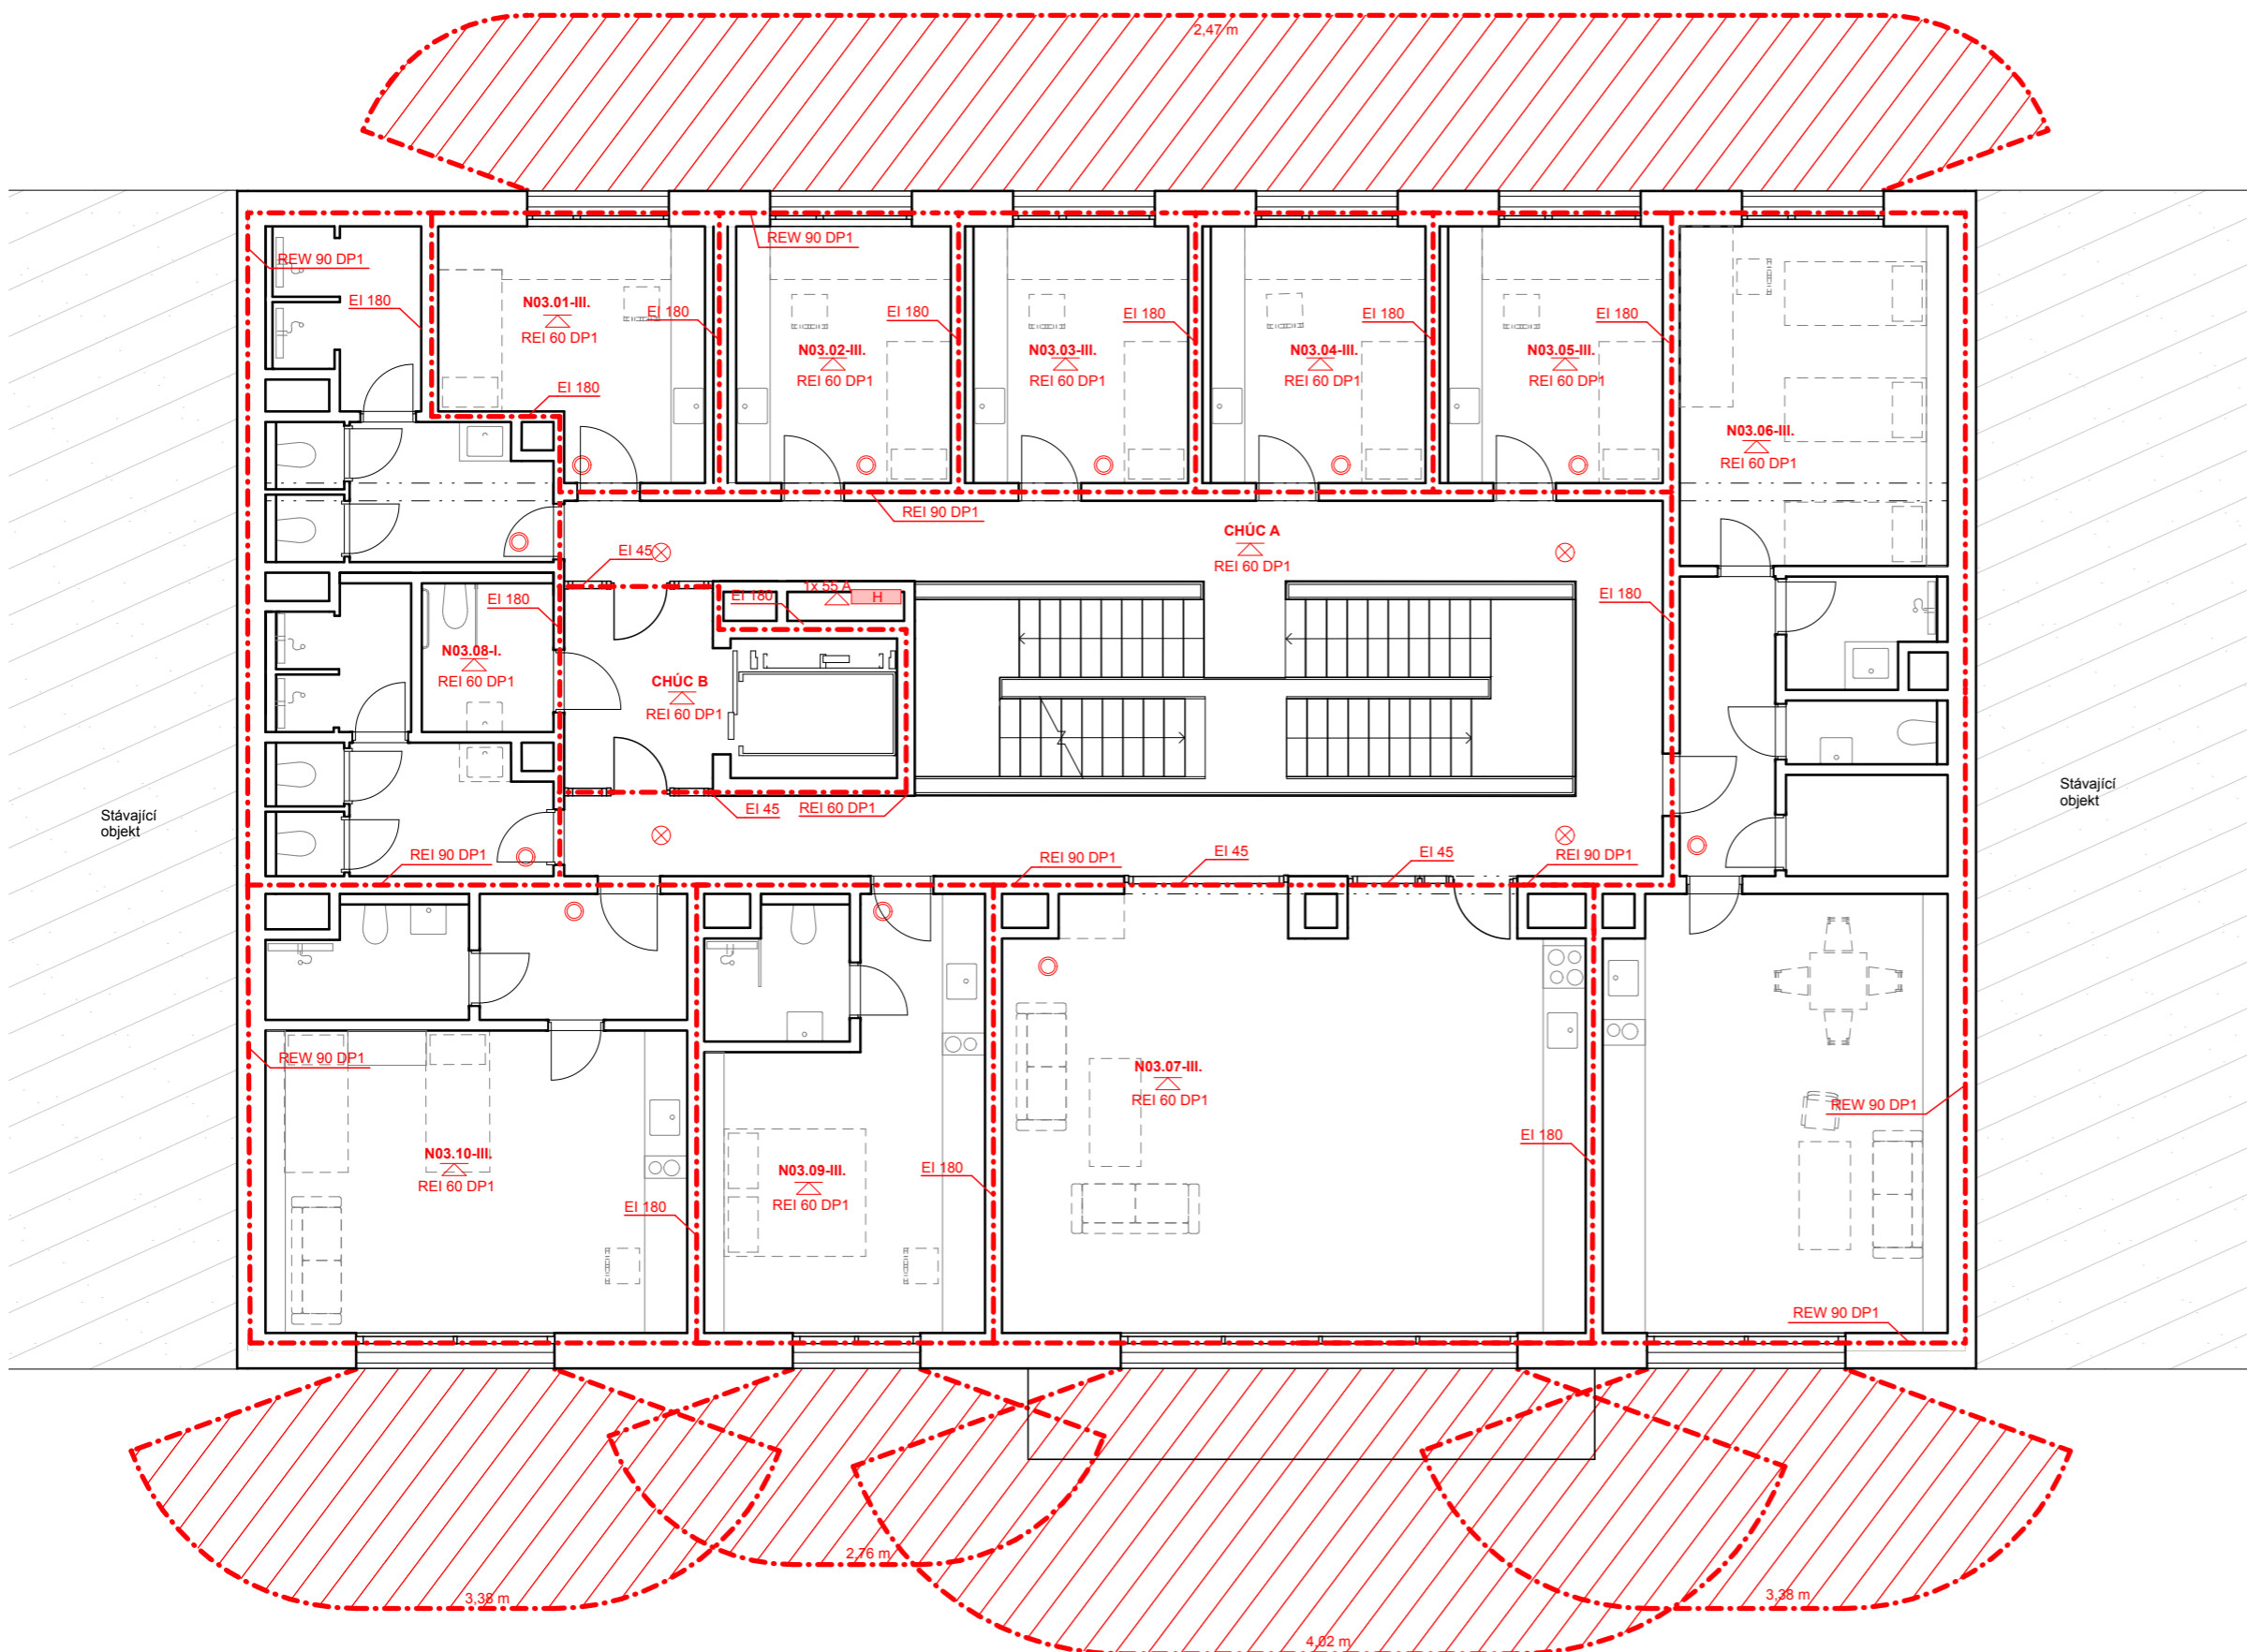 2,47 m
REW 90 DP1
REW 90 DP1
EI 180
N03.01-III.
REI 60 DP1
EI 180
EI 180
N03.02-III.
REI 60 DP1
EI 180
N03.03-III.
REI 60 DP1
EI 180
N03.04-III.
REI 60 DP1
EI 180
N03.05-III.
REI 60 DP1
EI 180
N03.06-III.
REI 60 DP1
REI 90 DP1
CHÚC A
REI 60 DP1
EI 45
1x 55 A
H
EI 180
EI 180
EI 180
N03.08-I.
REI 60 DP1
CHÚC B
REI 60 DP1
EI 45
REI 60 DP1
Stávající
objekt
Stávající
objekt
REI 90 DP1
REI 90 DP1
EI 45
EI 45
REI 90 DP1
REW 90 DP1
N03.10-III.
REI 60 DP1
EI 180
N03.09-III.
REI 60 DP1
EI 180
N03.07-III.
REI 60 DP1
EI 180
REW 90 DP1
REW 90 DP1
3,38 m
2,76 m
4,02 m
3,38 m